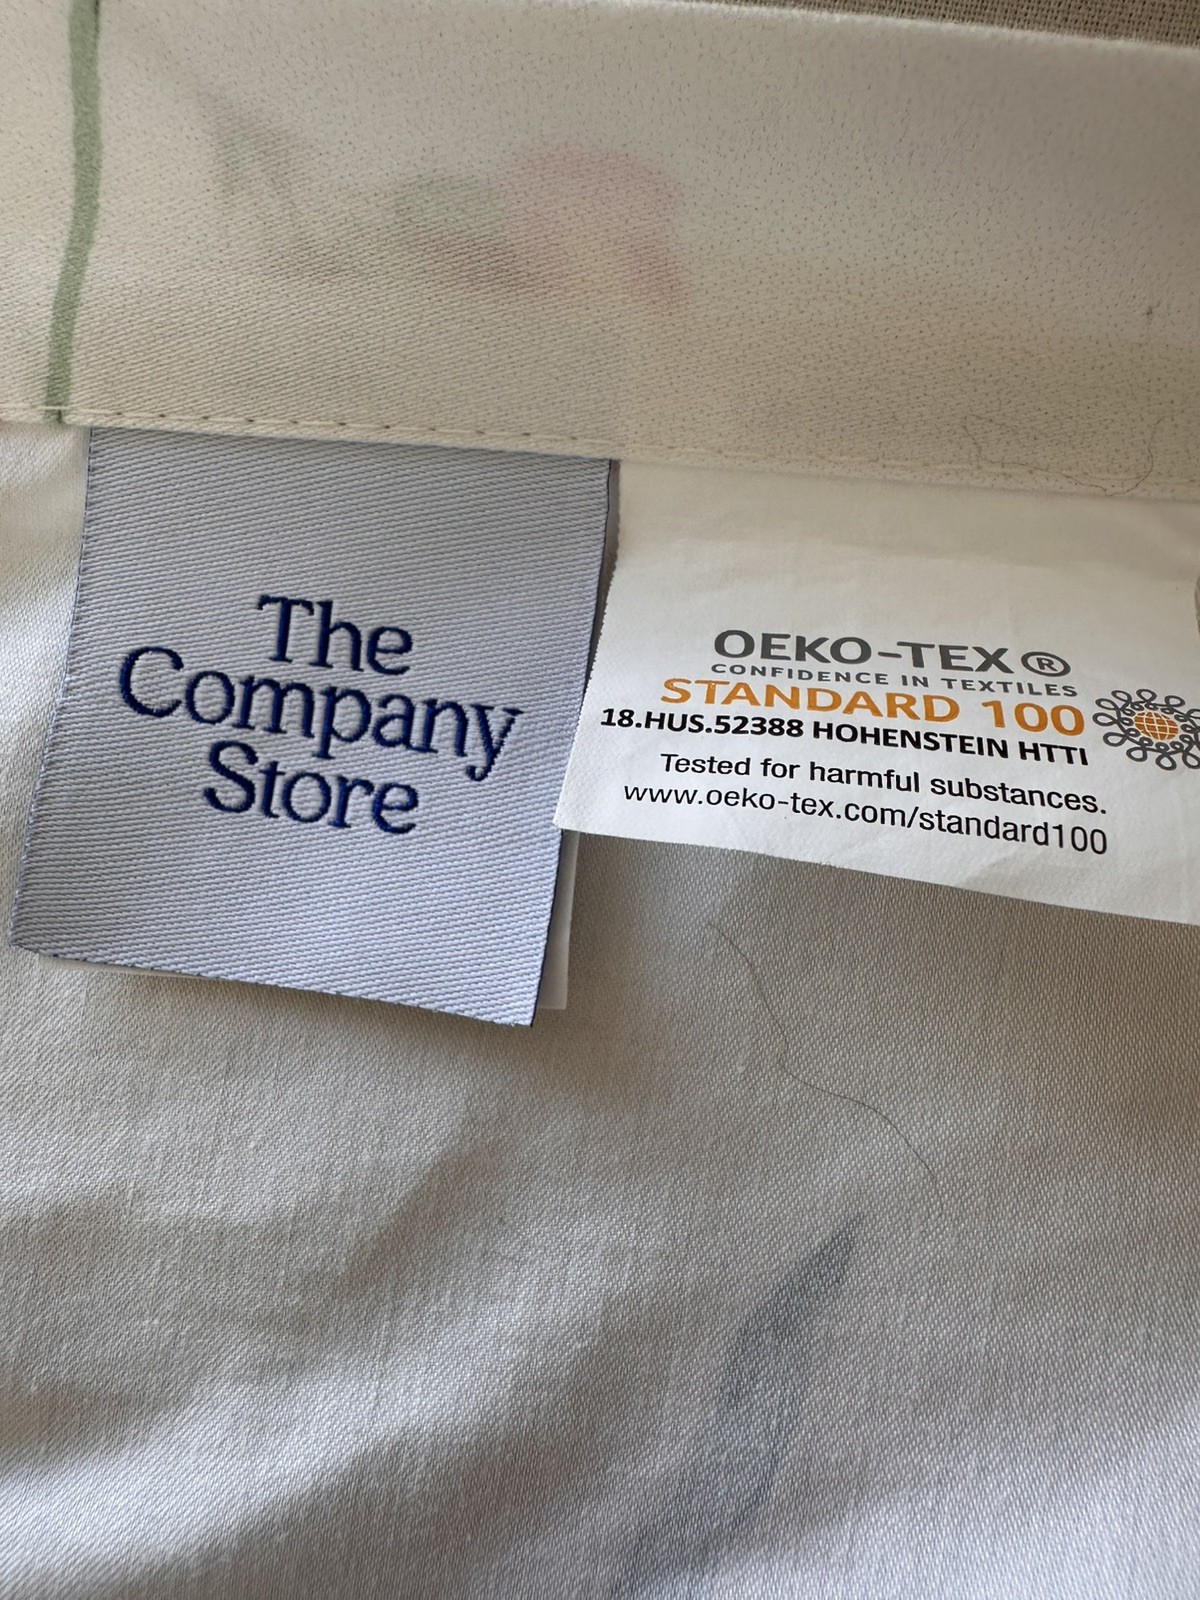 The
Company
Store
OEKO-TEX®
CONFIDENCE IN TEXTILES
STANDARD 100
18.HUS.52388 HOHENSTEIN HTTI
Tested for harmful substances.
www.oeko-tex.com/standard100